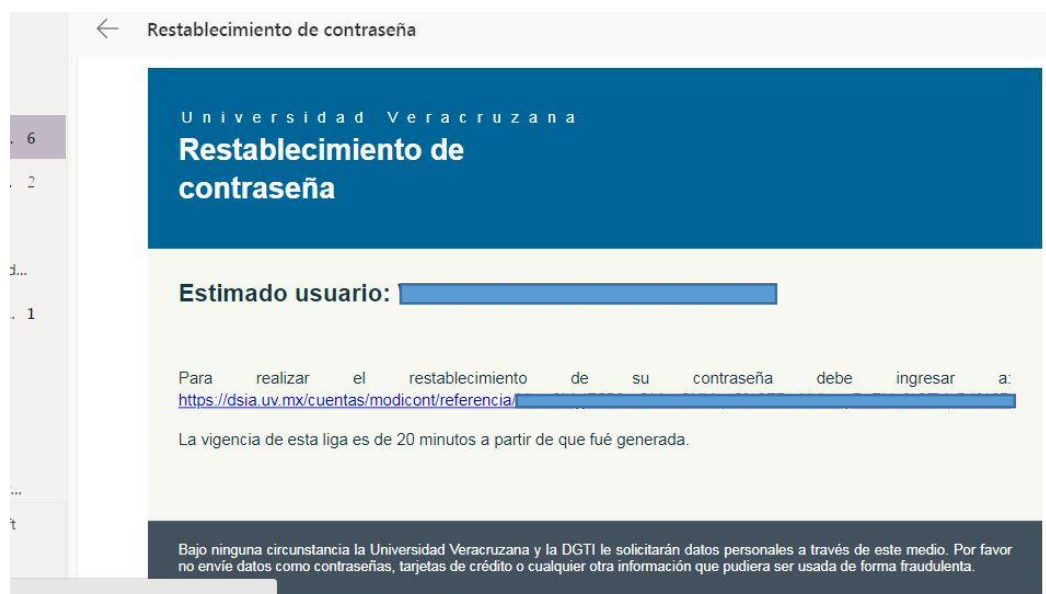 Restablecimiento de contraseña
Universidad Veracruzana
Restablecimiento de
contraseña
. 6
. 2
d...
. 1
Estimado usuario:
Para realizar el restablecimiento de su contraseña debe ingresar a:
https://dsia.uv.mx/cuentas/modicont/referencia/
La vigencia de esta liga es de 20 minutos a partir de que fué generada.
...
Bajo ninguna circunstancia la Universidad Veracruzana y la DGTI le solicitarán datos personales a través de este medio. Por favor
no envíe datos como contraseñas, tarjetas de crédito o cualquier otra información que pudiera ser usada de forma fraudulenta.